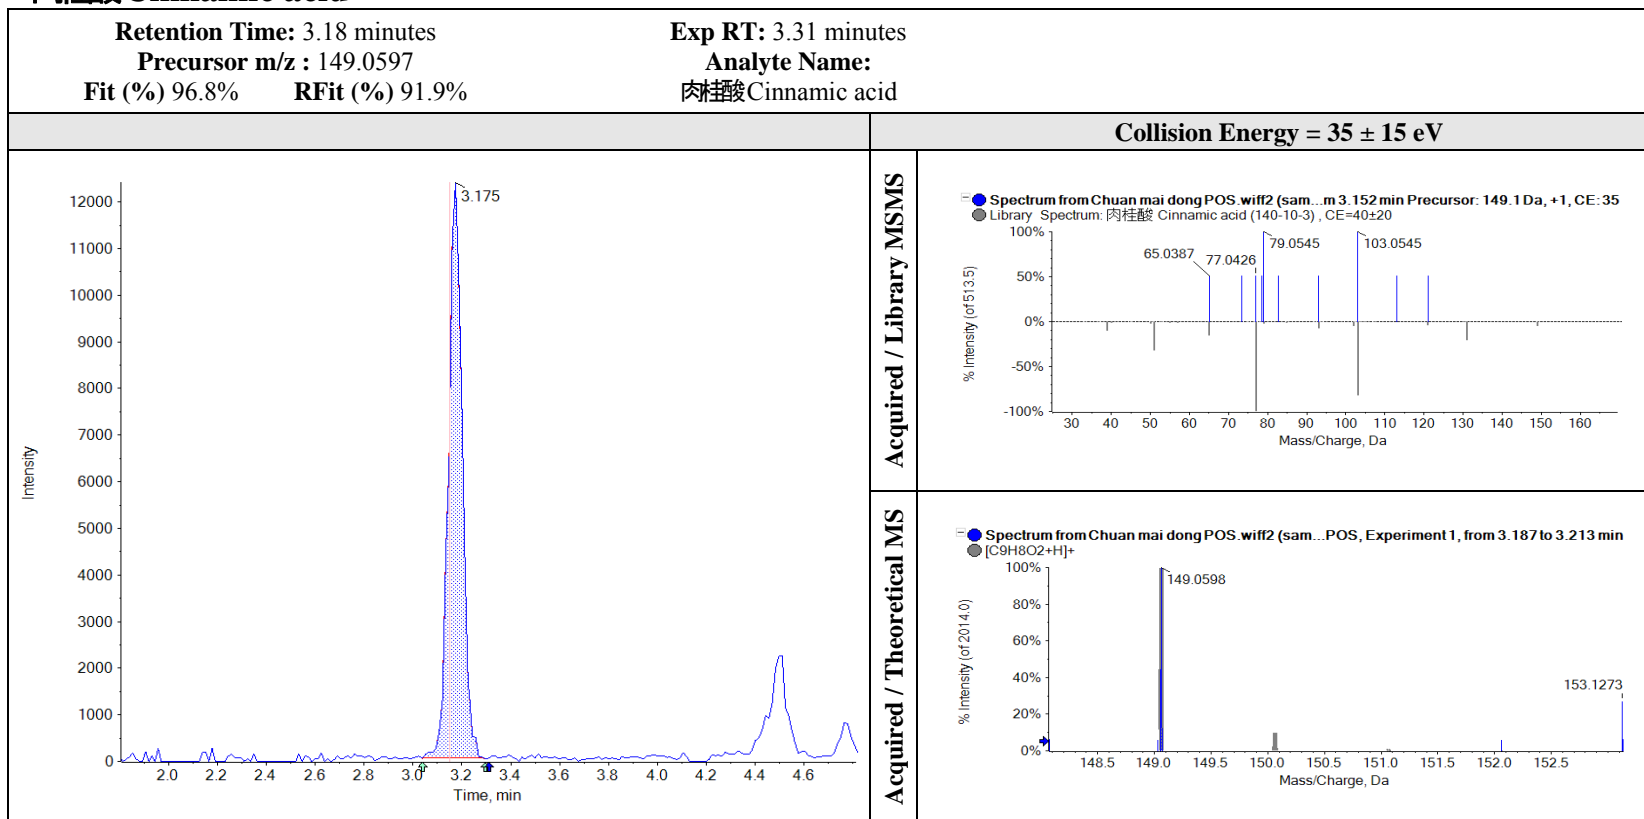 Retention Time: 3.18 minutes
Exp RT: 3.31 minutes
Precursor m/z : 149.0597
Analyte Name:
Fit (%) 96.8% RFit (%) 91.9%
肉桂酸Cinnamic acid
Collision Energy = 35 ± 15 eV
Intensity
12000
11000
10000
9000
8000
7000
6000
5000
4000
3000
2000
1000
0
3.175
2.0 2.2 2.4 2.6 2.8 3.0 3.2 3.4 3.6 3.8 4.0 4.2 4.4 4.6
Time, min
Acquired / Library MSMS
Spectrum from Chuan mai dong POS.wiff2 (sam...m 3.152 min Precursor: 149.1 Da, +1, CE: 35
Library Spectrum: 肉桂酸 Cinnamic acid (140-10-3) , CE=40±20
% Intensity (of 513.5)
100%
50%
0%
-50%
-100%
65.0387
77.0426
79.0545
103.0545
30 40 50 60 70 80 90 100 110 120 130 140 150 160
Mass/Charge, Da
Acquired / Theoretical MS
Spectrum from Chuan mai dong POS.wiff2 (sam...POS, Experiment 1, from 3.187 to 3.213 min
[C9H8O2+H]+
% Intensity (of 2014.0)
100%
80%
60%
40%
20%
0%
149.0598
153.1273
148.5 149.0 149.5 150.0 150.5 151.0 151.5 152.0 152.5
Mass/Charge, Da